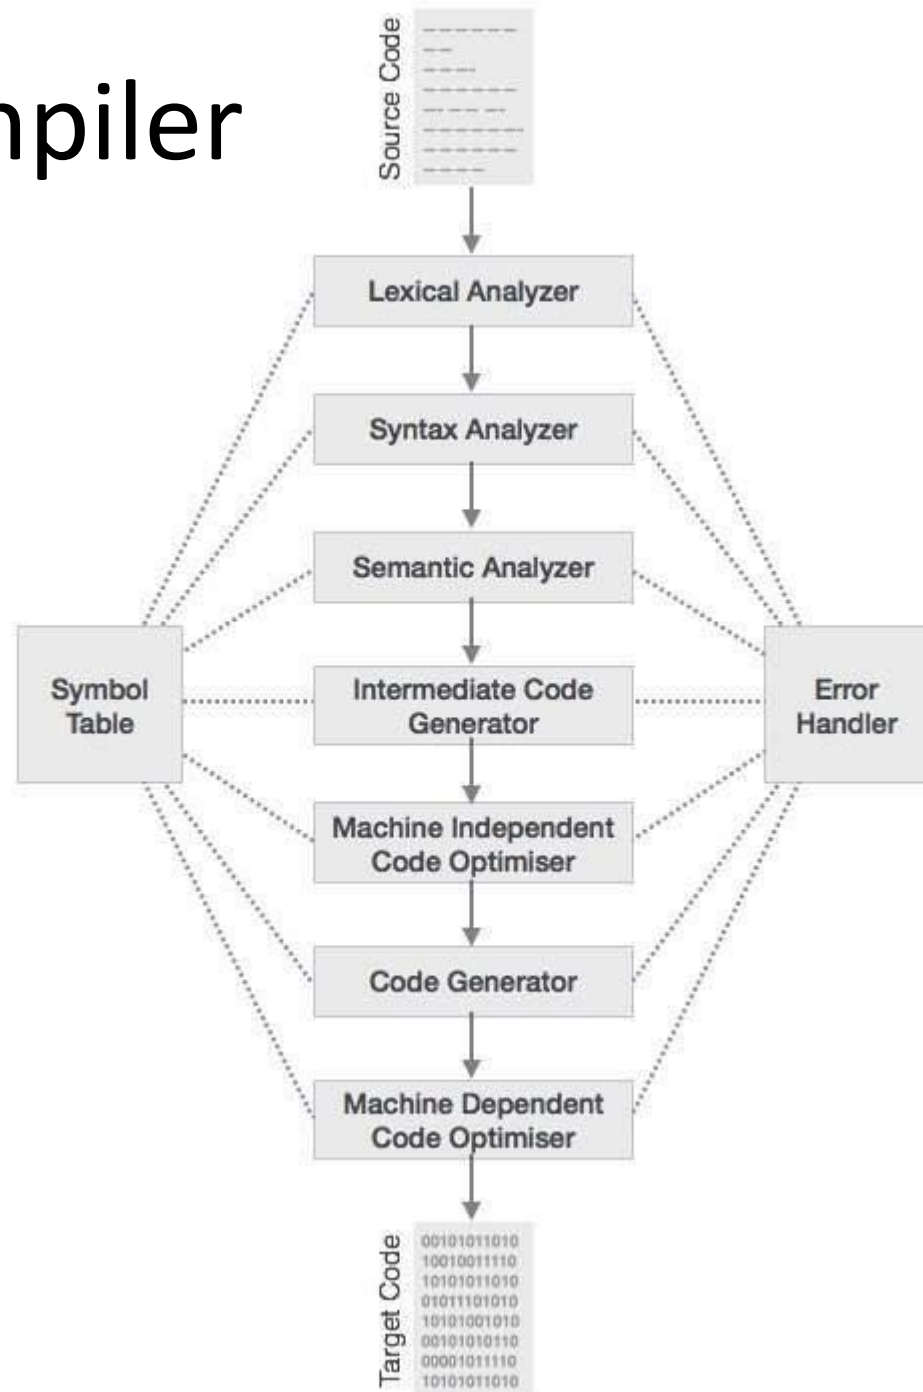 mpiler
Source Code
Lexical Analyzer
Syntax Analyzer
Semantic Analyzer
Symbol
Table
Intermediate Code
Generator
Error
Handler
Machine Independent
Code Optimiser
Code Generator
Machine Dependent
Code Optimiser
Target Code
00101011010
10010011110
10101011010
01011101010
10101001010
00101010110
00001011110
10101011010